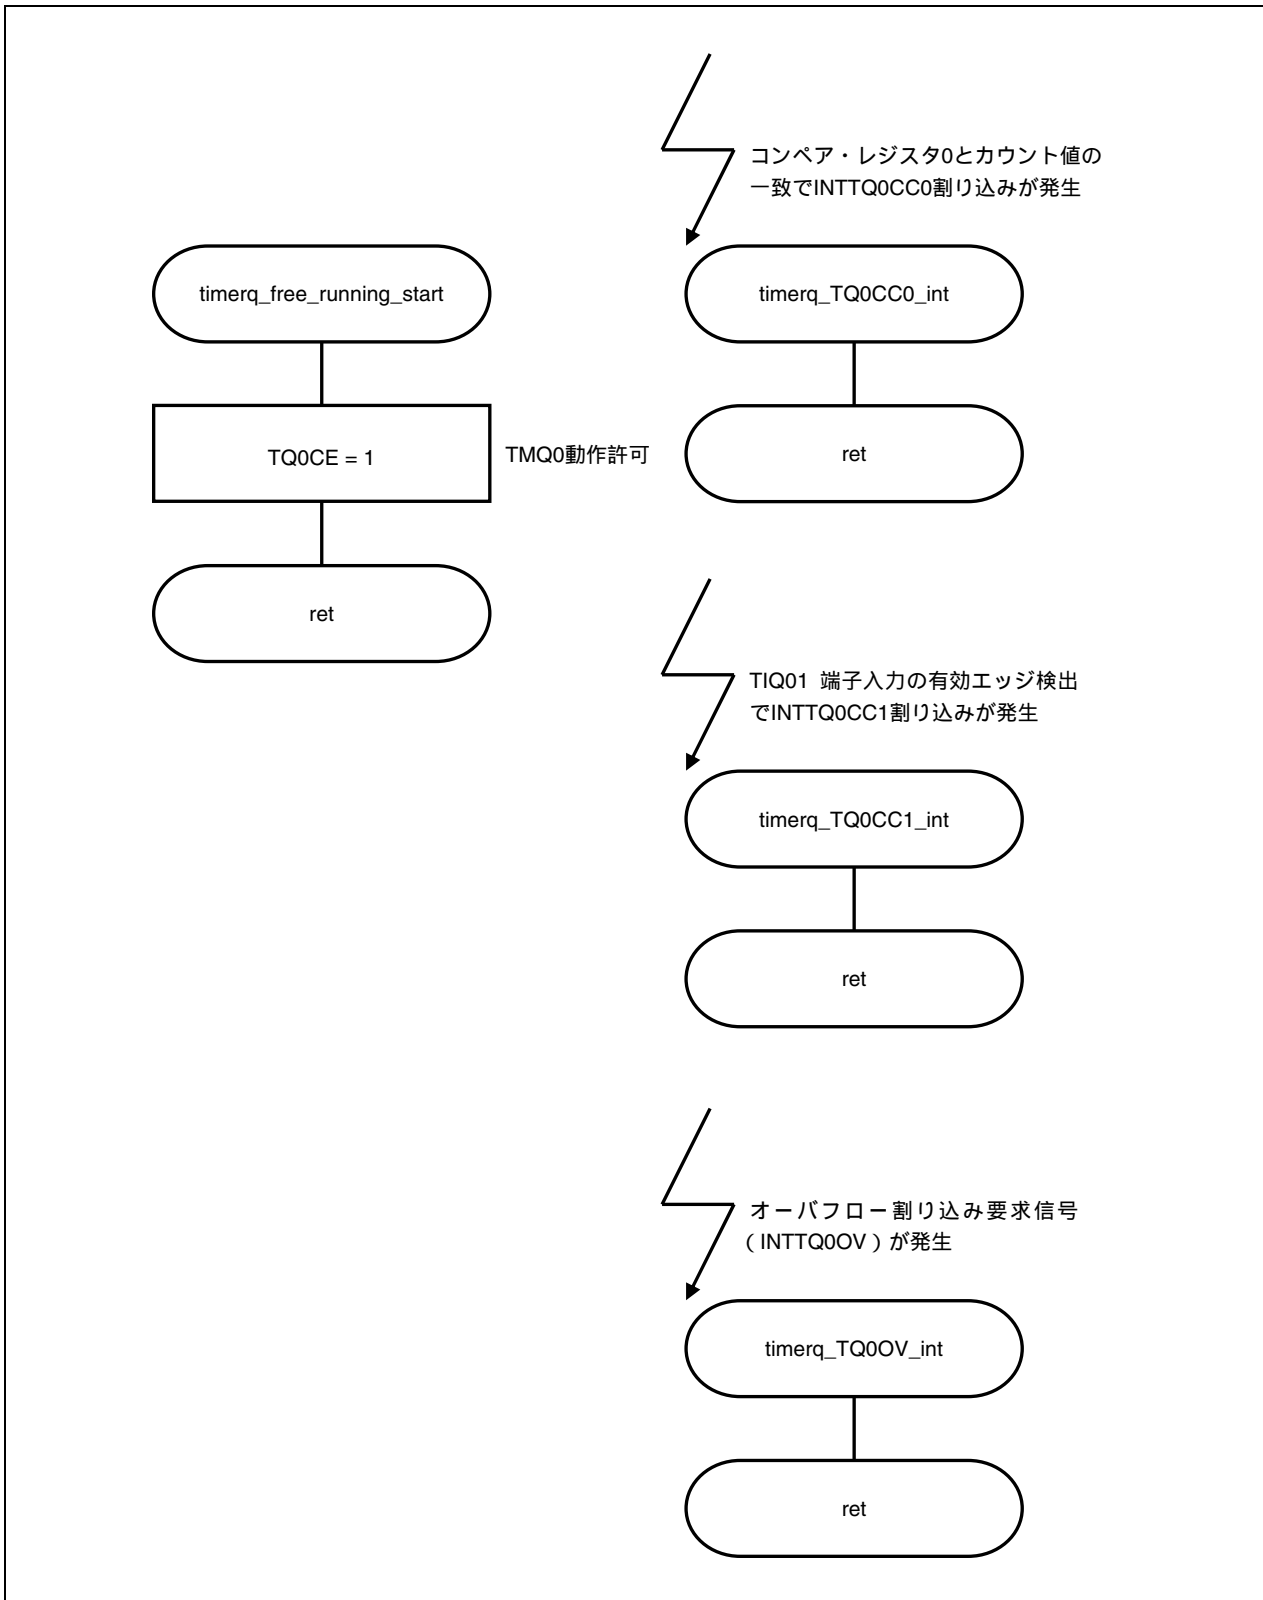 コンペア・レジスタ0とカウント値の
一致でINTTQ0CC0割り込みが発生
timerq_free_running_start
timerq_TQ0CC0_int
TQ0CE = 1
TMQ0動作許可
ret
ret
TIQ01 端子入力の有効エッジ検出
でINTTQ0CC1割り込みが発生
timerq_TQ0CC1_int
ret
オーバフロー割り込み要求信号
（INTTQ0OV）が発生
timerq_TQ0OV_int
ret